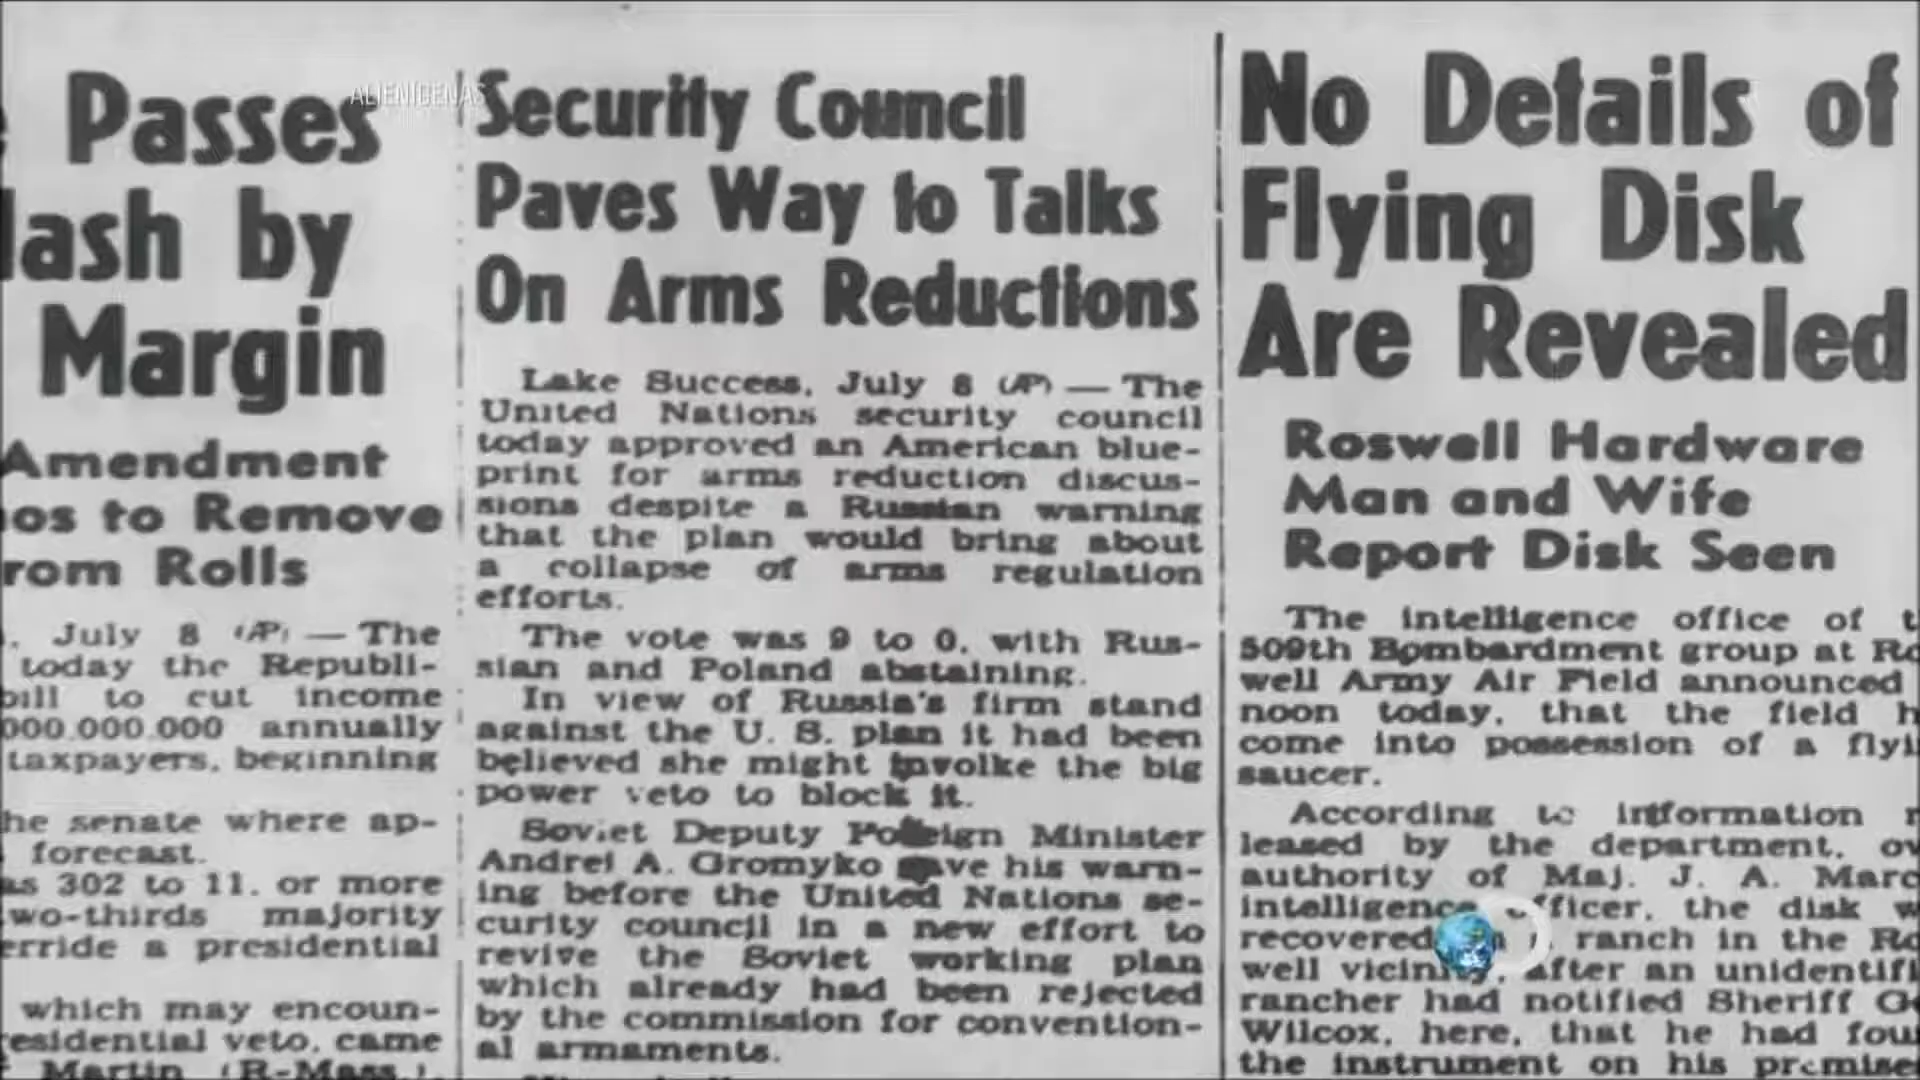 ALIENÍGENAS
Passes
lash by
Margin
Amendment
os to Remove
rom Rolls
. July 8 (AP) — The
today the Republi-
bill to cut income
000,000,000 annually
taxpayers, beginning
he senate where ap-
forecast.
as 302 to 11, or more
wo-thirds majority
erride a presidential
which may encoun-
residential veto, came
Martin (R-Mass.),
Security Council
Paves Way to Talks
On Arms Reductions
Lake Success, July 8 (AP) — The
United Nations security council
today approved an American blue-
print for arms reduction discus-
sions despite a Russian warning
that the plan would bring about
a collapse of arms regulation
efforts.
The vote was 9 to 0, with Rus-
sian and Poland abstaining.
In view of Russia's firm stand
against the U. S. plan it had been
believed she might invoke the big
power veto to block it.
Soviet Deputy Foreign Minister
Andrei A. Gromyko gave his warn-
ing before the United Nations se-
curity council in a new effort to
revive the Soviet working plan
which already had been rejected
by the commission for convention-
al armaments.
No Details of
Flying Disk
Are Revealed
Roswell Hardware
Man and Wife
Report Disk Seen
The intelligence office of t
509th Bombardment group at Ro
well Army Air Field announced
noon today, that the field h
come into possession of a flyi
saucer.
According to information r
leased by the department, ov
authority of Maj. J. A. Marc
intelligence officer, the disk w
recovered on a ranch in the Ro
well vicinity, after an unidentifi
rancher had notified Sheriff Ge
Wilcox, here, that he had fou
the instrument on his premise